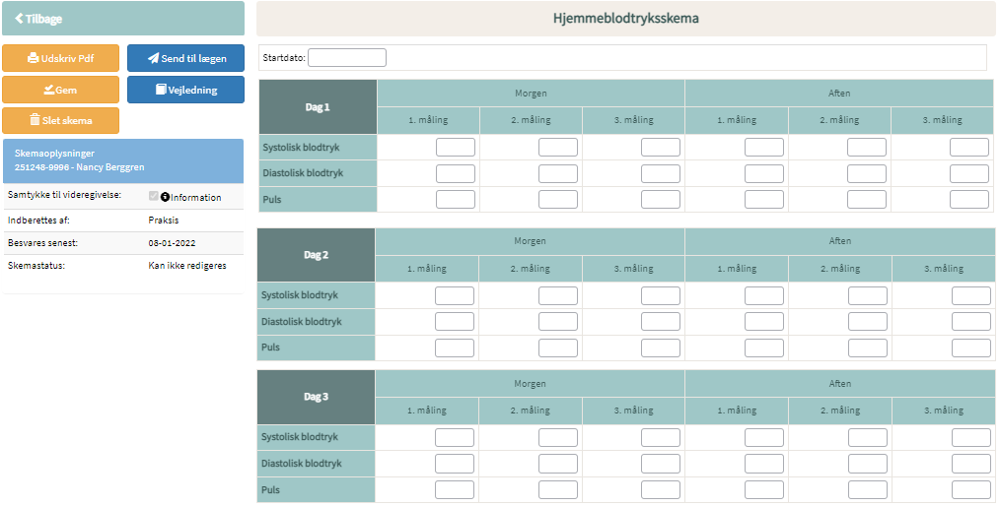 Tilbage
Udskriv Pdf
Send til lægen
Gem
Vejledning
Slet skema
Skemaoplysninger
251248-9996 - Nancy Berggren
Samtykke til videregivelse: Information
Indberettes af: Praksis
Besvares senest: 08-01-2022
Skemastatus: Kan ikke redigeres
Hjemmeblodtryksskema
Startdato:
Dag 1 Morgen Aften
1. måling 2. måling 3. måling 1. måling 2. måling 3. måling
Systolisk blodtryk
Diastolisk blodtryk
Puls
Dag 2 Morgen Aften
1. måling 2. måling 3. måling 1. måling 2. måling 3. måling
Systolisk blodtryk
Diastolisk blodtryk
Puls
Dag 3 Morgen Aften
1. måling 2. måling 3. måling 1. måling 2. måling 3. måling
Systolisk blodtryk
Diastolisk blodtryk
Puls